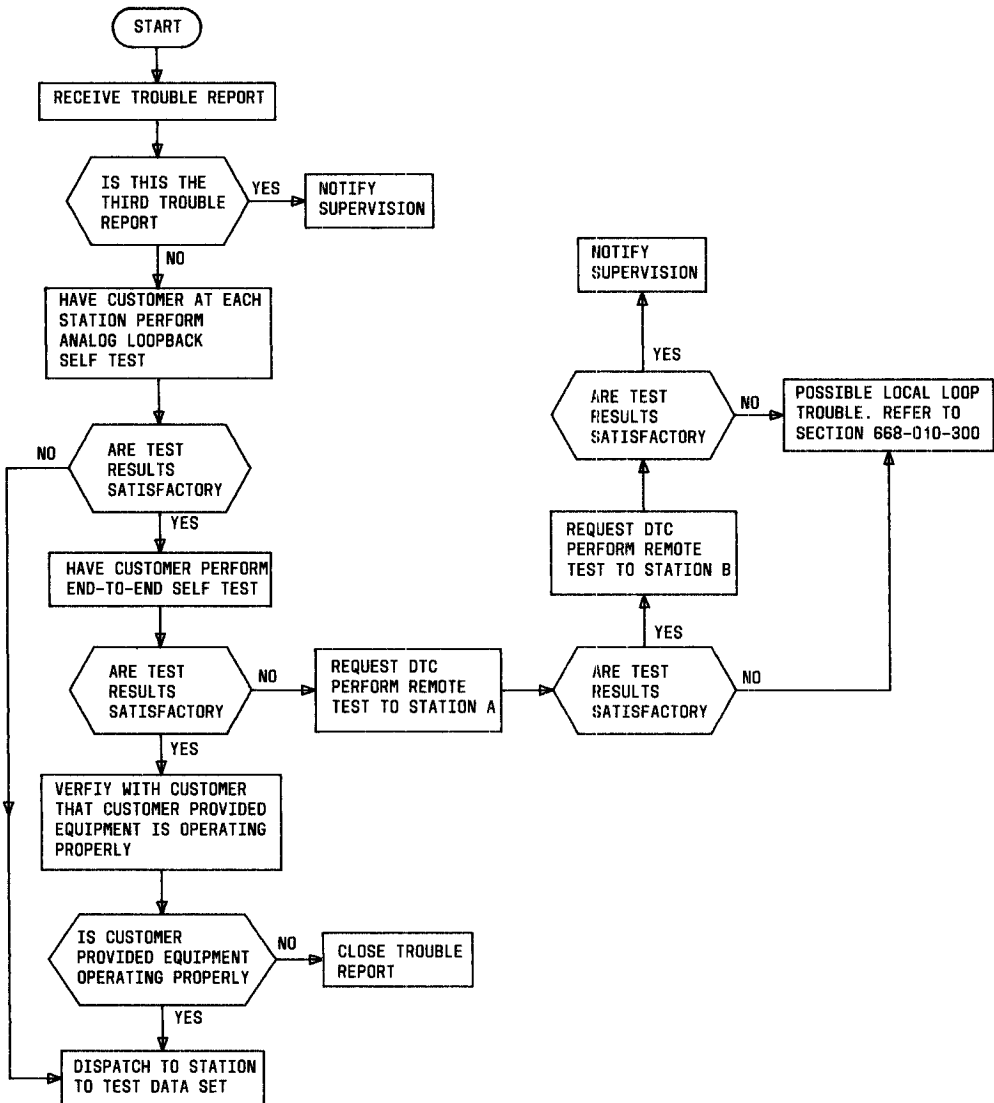 START
RECEIVE TROUBLE REPORT
IS THIS THE
THIRD TROUBLE
REPORT
YES
NOTIFY
SUPERVISION
NO
HAVE CUSTOMER AT EACH
STATION PERFORM
ANALOG LOOPBACK
SELF TEST
NO
ARE TEST
RESULTS
SATISFACTORY
YES
HAVE CUSTOMER PERFORM
END-TO-END SELF TEST
ARE TEST
RESULTS
SATISFACTORY
NO
REQUEST DTC
PERFORM REMOTE
TEST TO STATION A
ARE TEST
RESULTS
SATISFACTORY
NO
YES
REQUEST DTC
PERFORM REMOTE
TEST TO STATION B
ARE TEST
RESULTS
SATISFACTORY
NO
POSSIBLE LOCAL LOOP
TROUBLE. REFER TO
SECTION 668-010-300
YES
NOTIFY
SUPERVISION
YES
VERFIY WITH CUSTOMER
THAT CUSTOMER PROVIDED
EQUIPMENT IS OPERATING
PROPERLY
IS CUSTOMER
PROVIDED EQUIPMENT
OPERATING PROPERLY
NO
CLOSE TROUBLE
REPORT
YES
DISPATCH TO STATION
TO TEST DATA SET